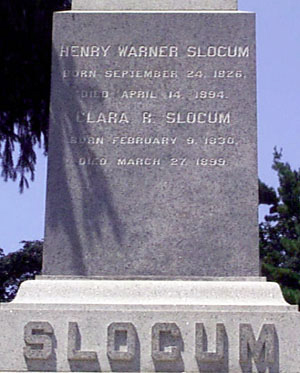 HENRY WARNER SLOCUM
BORN SEPTEMBER 24, 1826
DIED APRIL 14, 1894.
CLARA R. SLOCUM
BORN FEBRUARY 9, 1830,
DIED MARCH 27, 1899
SLOCUM